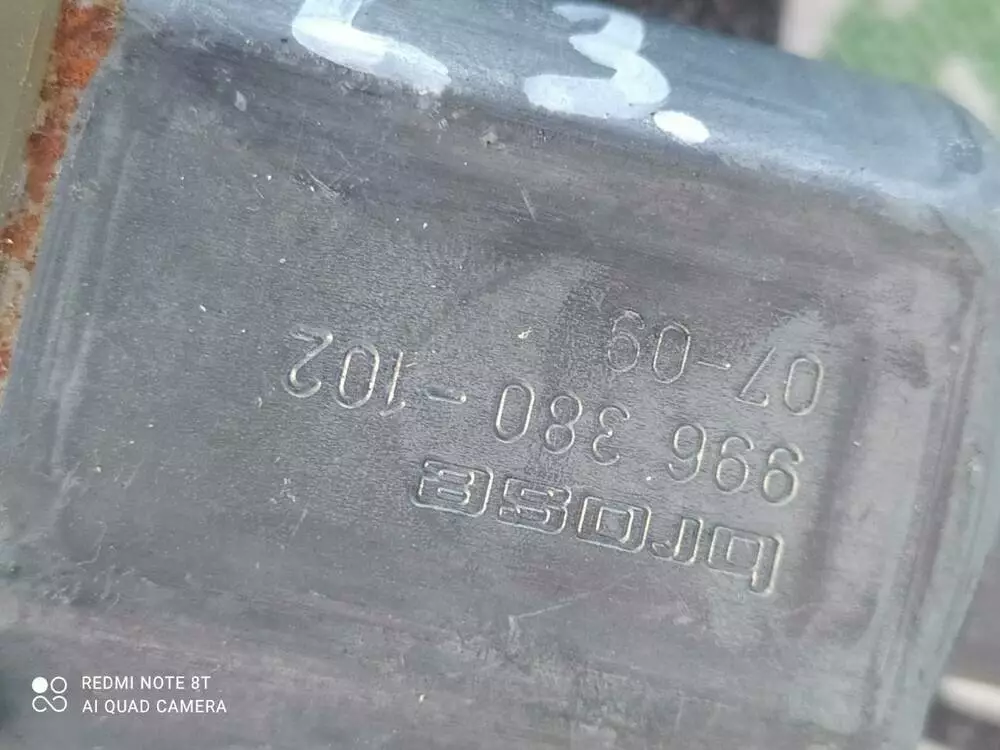 brose
996 380-102
07-09
REDMI NOTE 8T
AI QUAD CAMERA